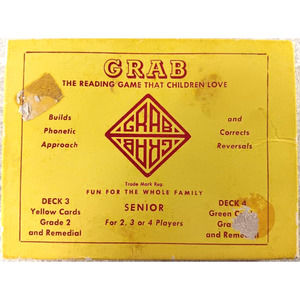 GRAB
THE READING GAME THAT CHILDREN LOVE
Builds
Phonetic
Approach
GRAB
GRAB
and
Corrects
Reversals
Trade Mark Reg.
FUN FOR THE WHOLE FAMILY
DECK 3
Yellow Cards
Grade 2
and Remedial
SENIOR
For 2, 3 or 4 Players
DECK 4
Green
and Remedial